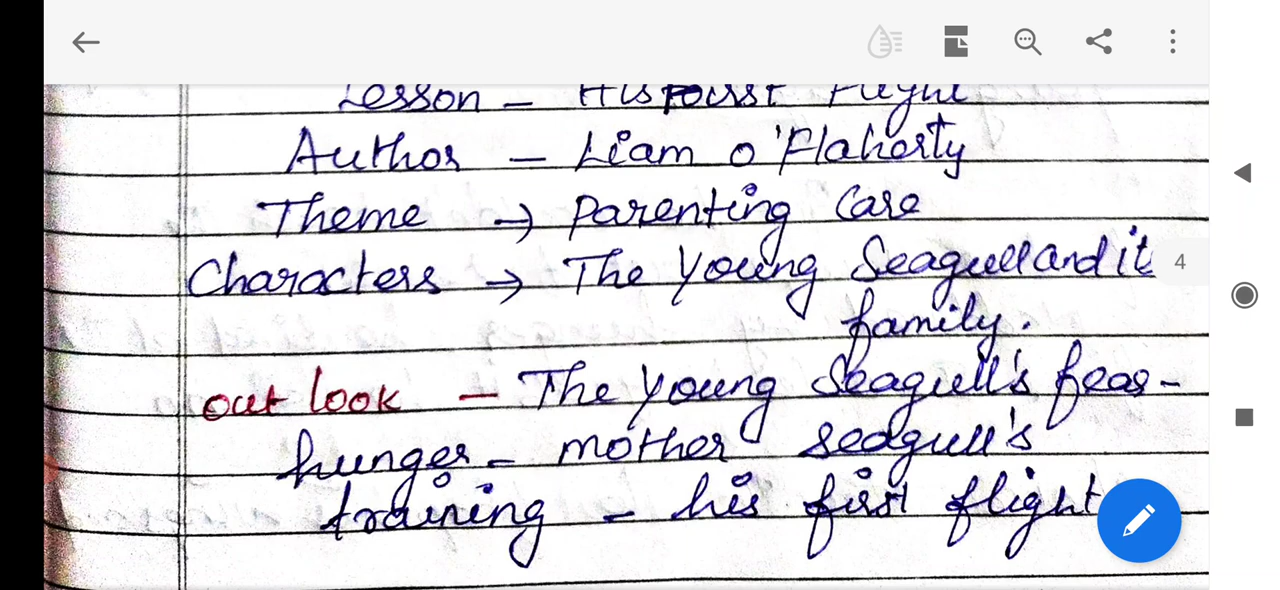 Lesson - His First Flight
Author - Liam o'Flaherty
Theme → Parenting Care
Characters → The Young Seagull and it
4
family.
out look - The Young Seagull's fear -
hunger - mother seagull's
training - his first flight